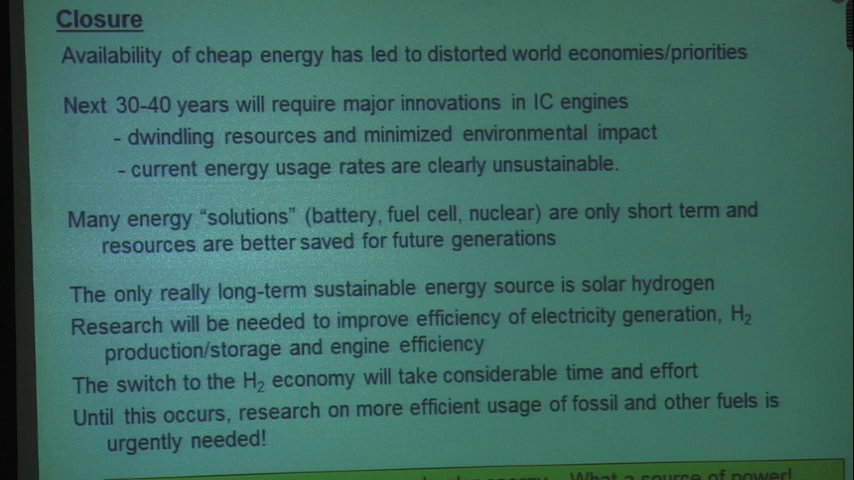 Closure
Availability of cheap energy has led to distorted world economies/priorities
Next 30-40 years will require major innovations in IC engines
- dwindling resources and minimized environmental impact
- current energy usage rates are clearly unsustainable.
Many energy “solutions” (battery, fuel cell, nuclear) are only short term and
resources are better saved for future generations
The only really long-term sustainable energy source is solar hydrogen
Research will be needed to improve efficiency of electricity generation, H₂
production/storage and engine efficiency
The switch to the H₂ economy will take considerable time and effort
Until this occurs, research on more efficient usage of fossil and other fuels is
urgently needed!
What a source of power!